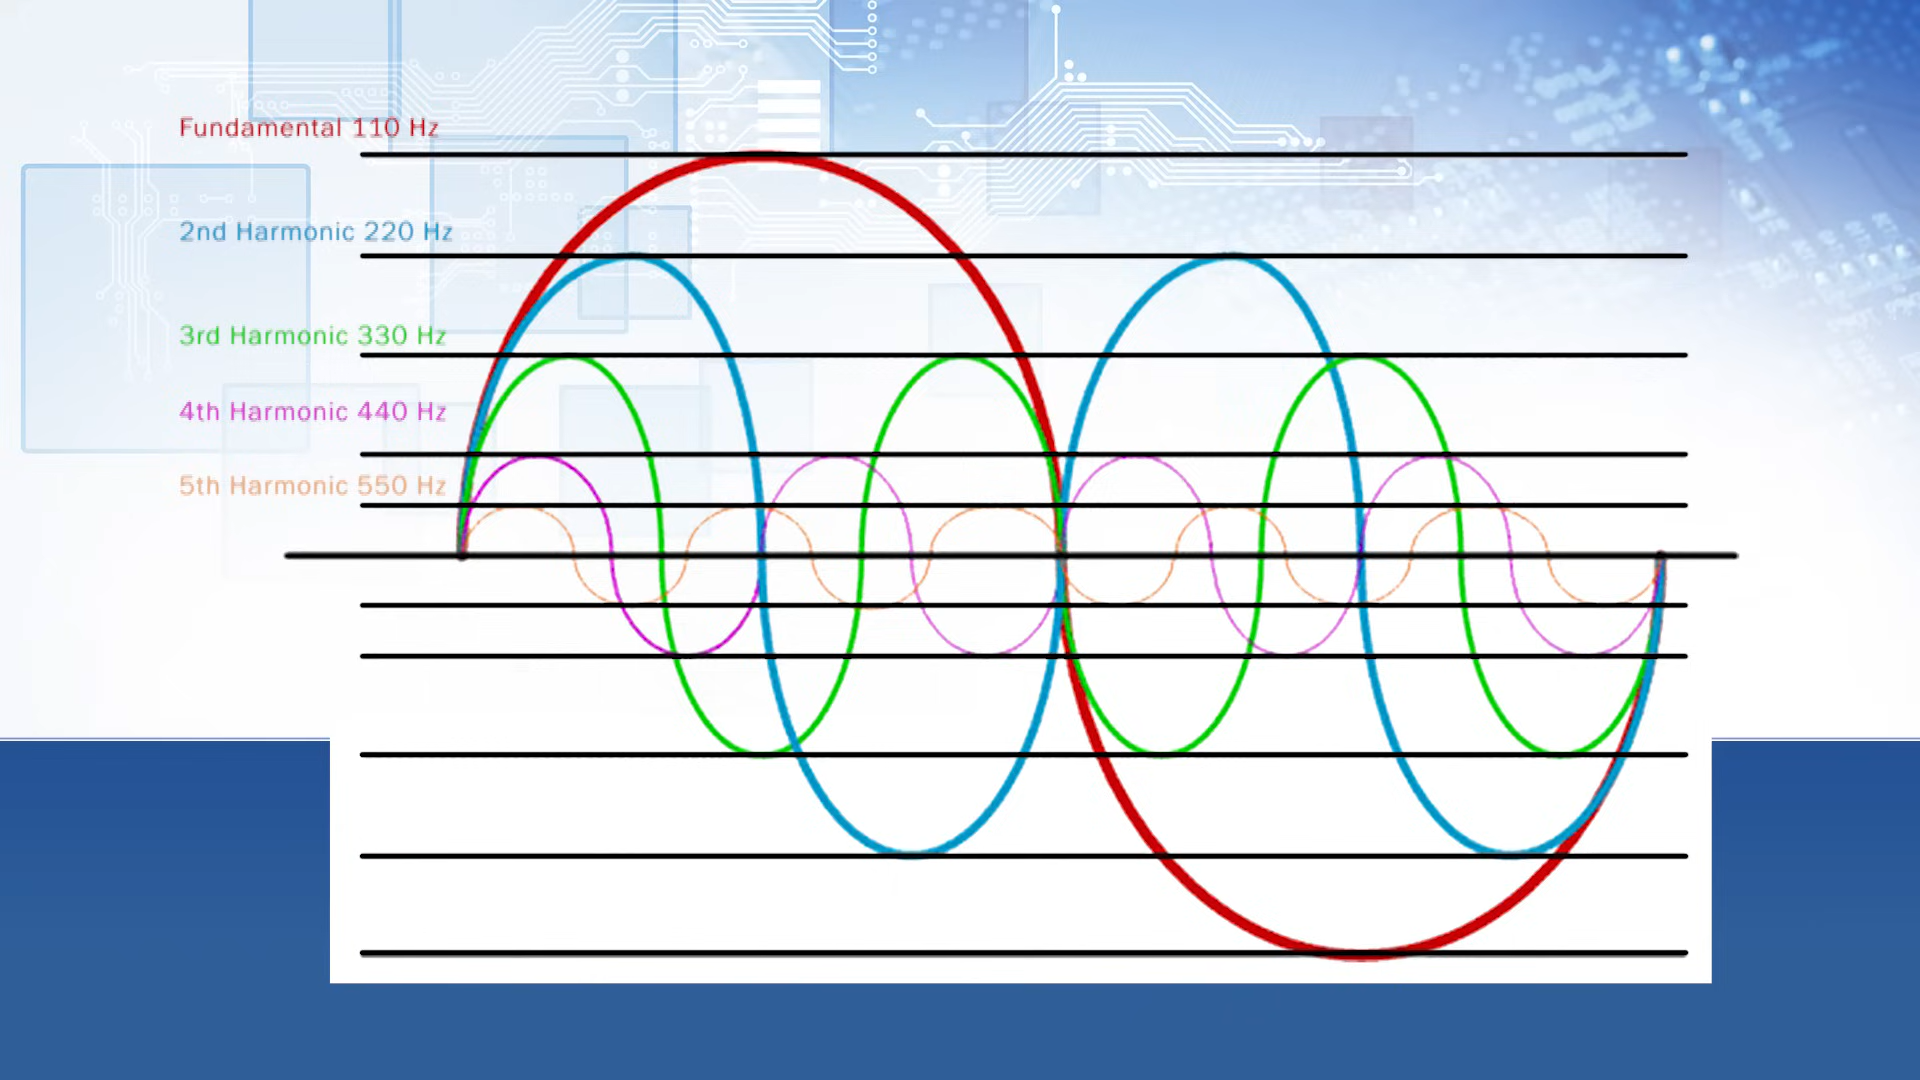 Fundamental 110 Hz
2nd Harmonic 220 Hz
3rd Harmonic 330 Hz
4th Harmonic 440 Hz
5th Harmonic 550 Hz